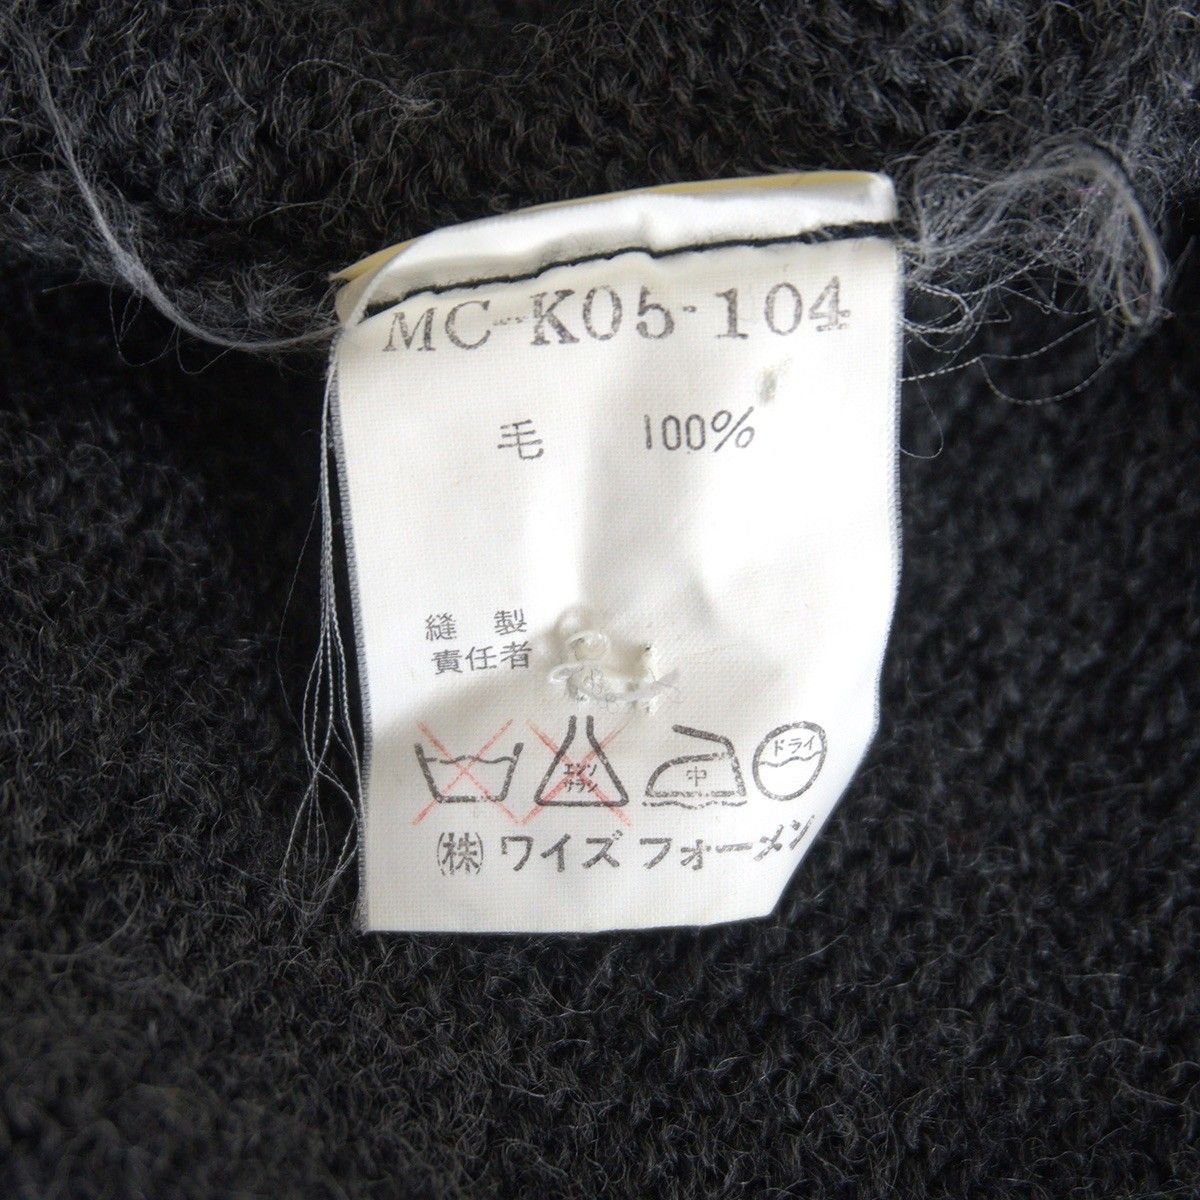 MC-K05-104
毛 100%
縫製
責任者
エンソ
サラシ
中
ドライ
(株)ワイズフォーメン